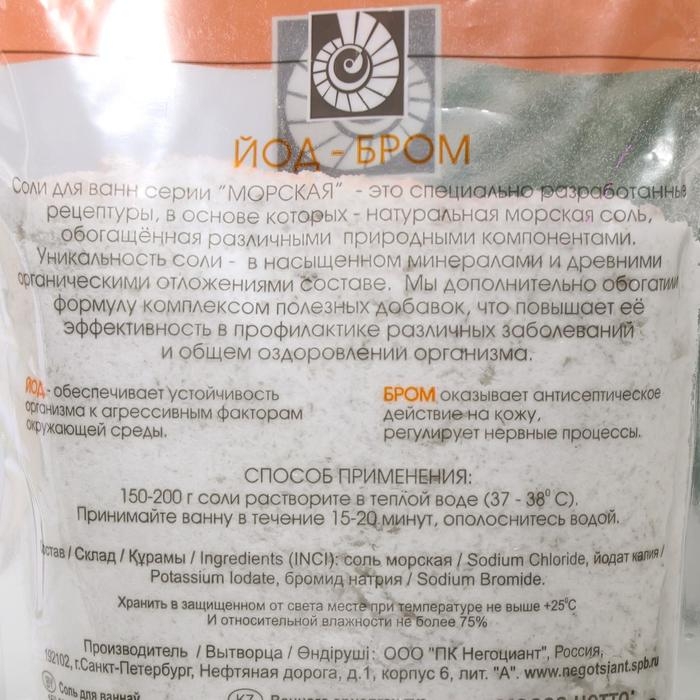 ЙОД - БРОМ
Соли для ванн серии "МОРСКАЯ" - это специально разработанные
рецептуры, в основе которых - натуральная морская соль,
обогащённая различными природными компонентами.
Уникальность соли - в насыщенном минералами и древними
органическими отложениями составе. Мы дополнительно обогатили
формулу комплексом полезных добавок, что повышает её
эффективность в профилактике различных заболеваний
и общем оздоровлении организма.
ЙОД - обеспечивает устойчивость
организма к агрессивным факторам
окружающей среды.
БРОМ оказывает антисептическое
действие на кожу,
регулирует нервные процессы.
СПОСОБ ПРИМЕНЕНИЯ:
150-200 г соли растворите в теплой воде (37 - 38⁰ С).
Принимайте ванну в течение 15-20 минут, ополоснитесь водой.
Состав / Склад / Құрамы / Ingredients (INCI): соль морская / Sodium Chloride, йодат калия /
Potassium Iodate, бромид натрия / Sodium Bromide.
Хранить в защищенном от света месте при температуре не выше +25⁰С
И относительной влажности не более 75%
Производитель / Вытворца / Өндіруші: ООО "ПК Негоциант", Россия,
192102, г.Санкт-Петербург, Нефтяная дорога, д.1, корпус 6, лит. "А". www.negotsiant.spb.ru
BY Соль для ваннай
KZ